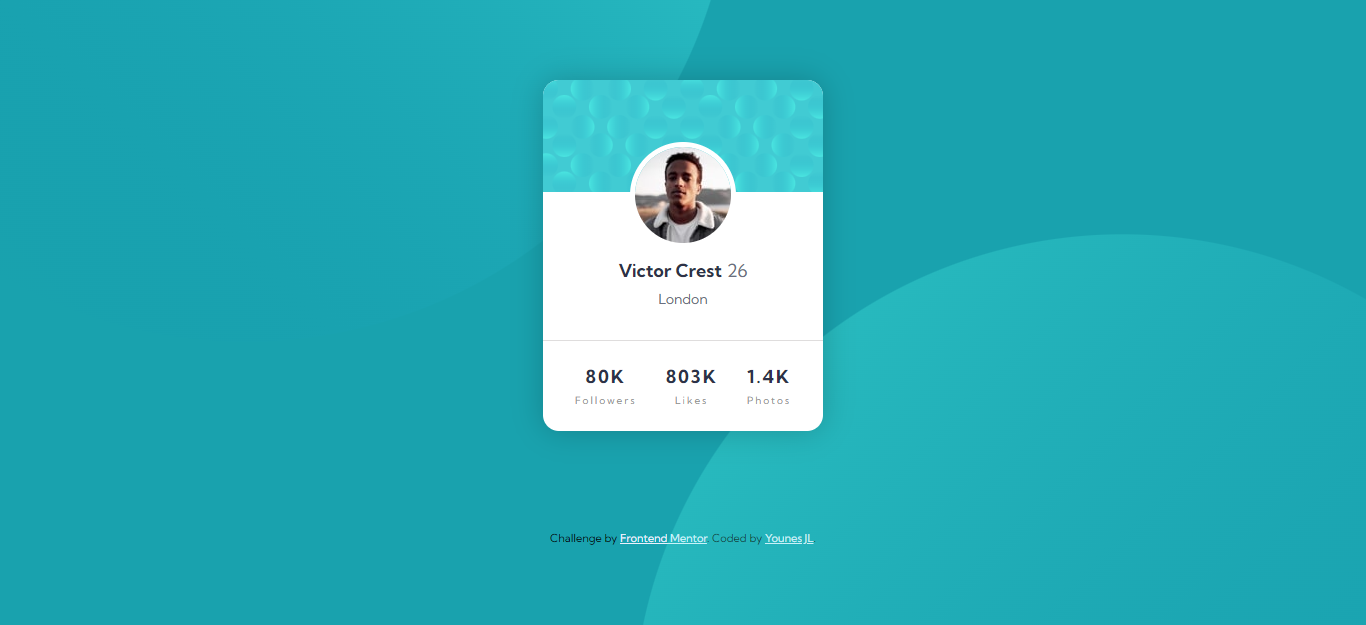 Victor Crest 26
London
80K 803K 1.4K
Followers Likes Photos
Challenge by Frontend Mentor. Coded by Younes JL.